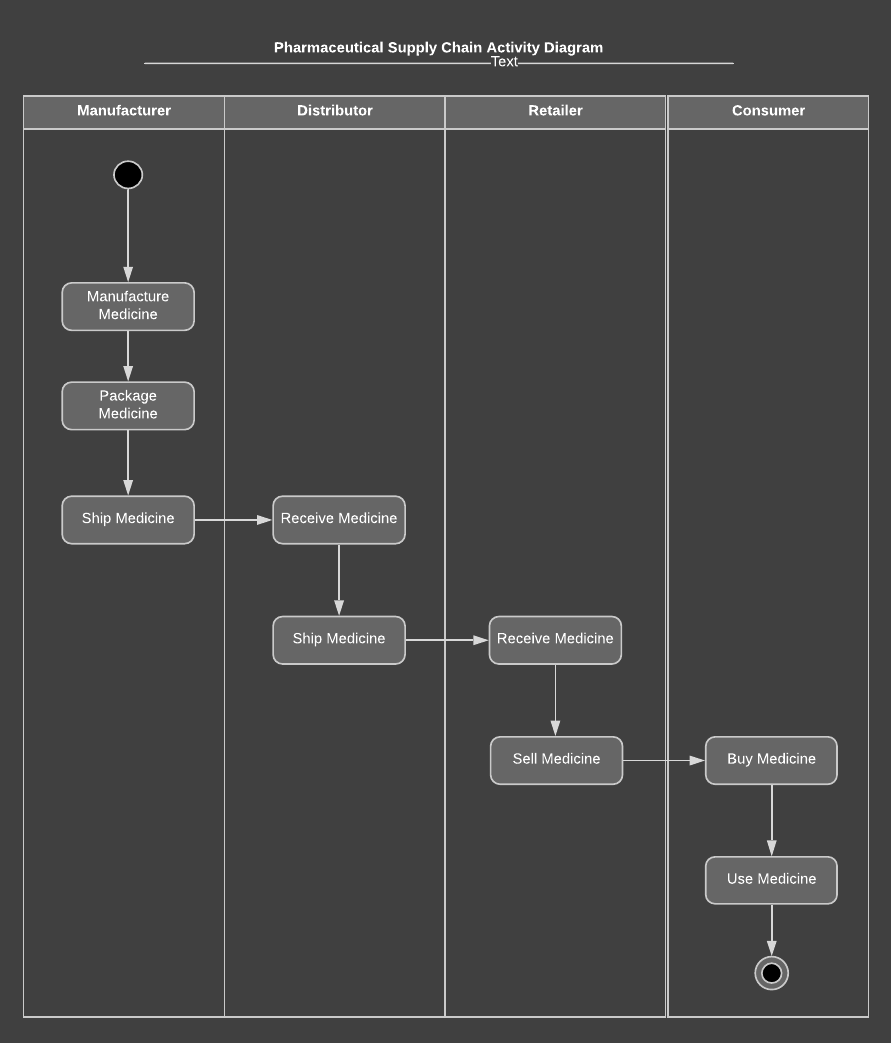 Pharmaceutical Supply Chain Activity Diagram
Text
Manufacturer
Distributor
Retailer
Consumer
Manufacture
Medicine
Package
Medicine
Ship Medicine
Receive Medicine
Ship Medicine
Receive Medicine
Sell Medicine
Buy Medicine
Use Medicine